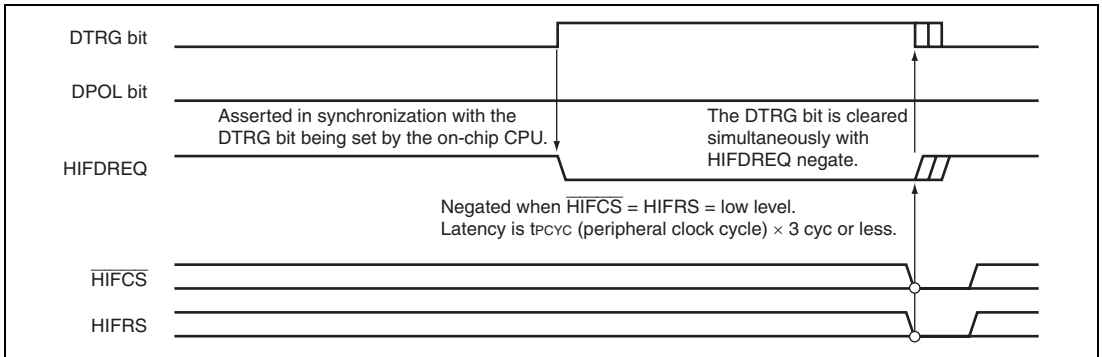 DTRG bit
DPOL bit
Asserted in synchronization with the
DTRG bit being set by the on-chip CPU.
The DTRG bit is cleared
simultaneously with
HIFDREQ negate.
HIFDREQ
Negated when H̅I̅F̅C̅S̅ = HIFRS = low level.
Latency is tPCYC (peripheral clock cycle) × 3 cyc or less.
H̅I̅F̅C̅S̅
HIFRS